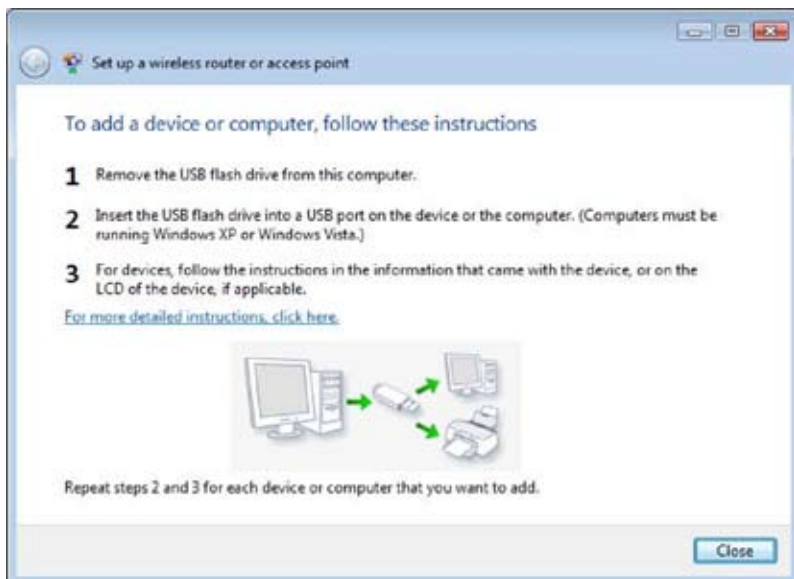 Set up a wireless router or access point
To add a device or computer, follow these instructions
1 Remove the USB flash drive from this computer.
2 Insert the USB flash drive into a USB port on the device or the computer. (Computers must be
running Windows XP or Windows Vista.)
3 For devices, follow the instructions in the information that came with the device, or on the
LCD of the device, if applicable.
For more detailed instructions, click here.
Repeat steps 2 and 3 for each device or computer that you want to add.
Close